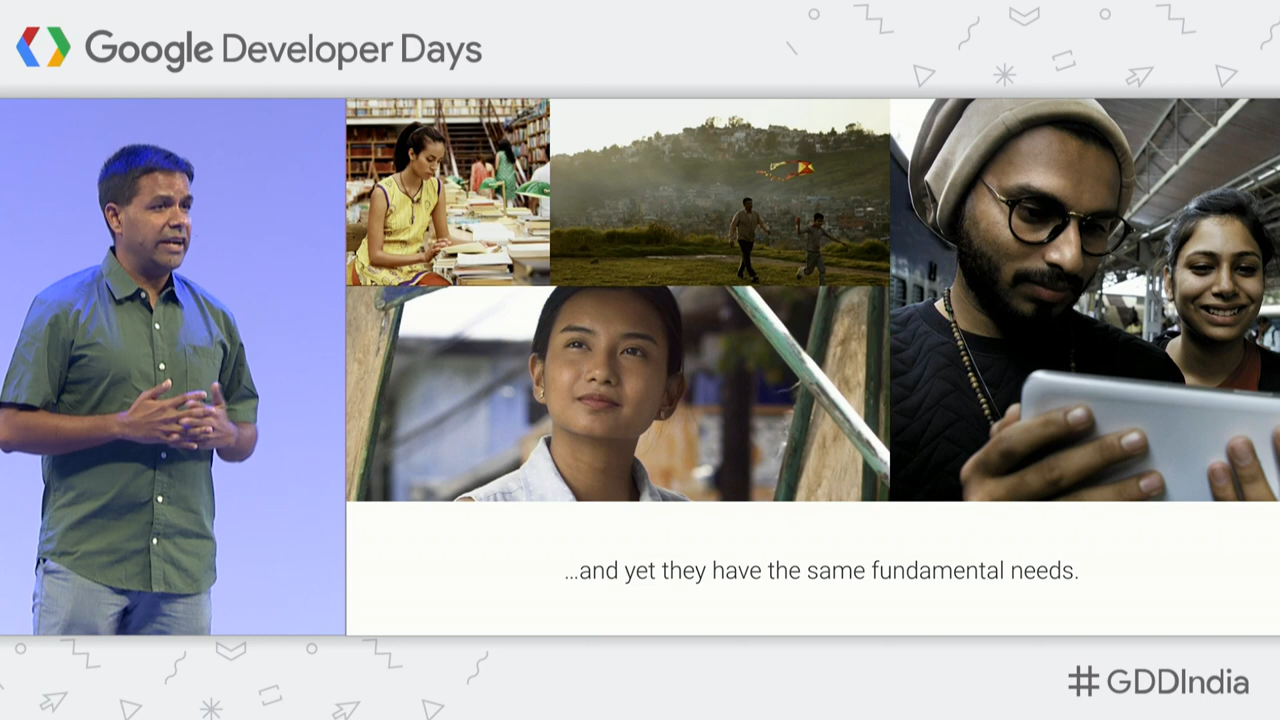 Google Developer Days
...and yet they have the same fundamental needs.
#GDDIndia